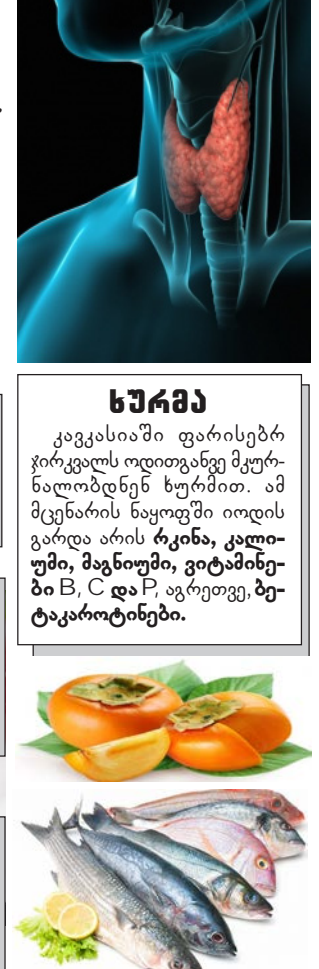 ხურმა
კავკასიაში ფარისებრ
ჯირკვალს ოდითგანვე მკურ-
ნალობდნენ ხურმით. ამ
მცენარის ნაყოფში იოდის
გარდა არის რკინა, კალი-
უმი, მაგნიუმი, ვიტამინე-
ბი B, C და P, აგრეთვე, ბე-
ტაკაროტინები.